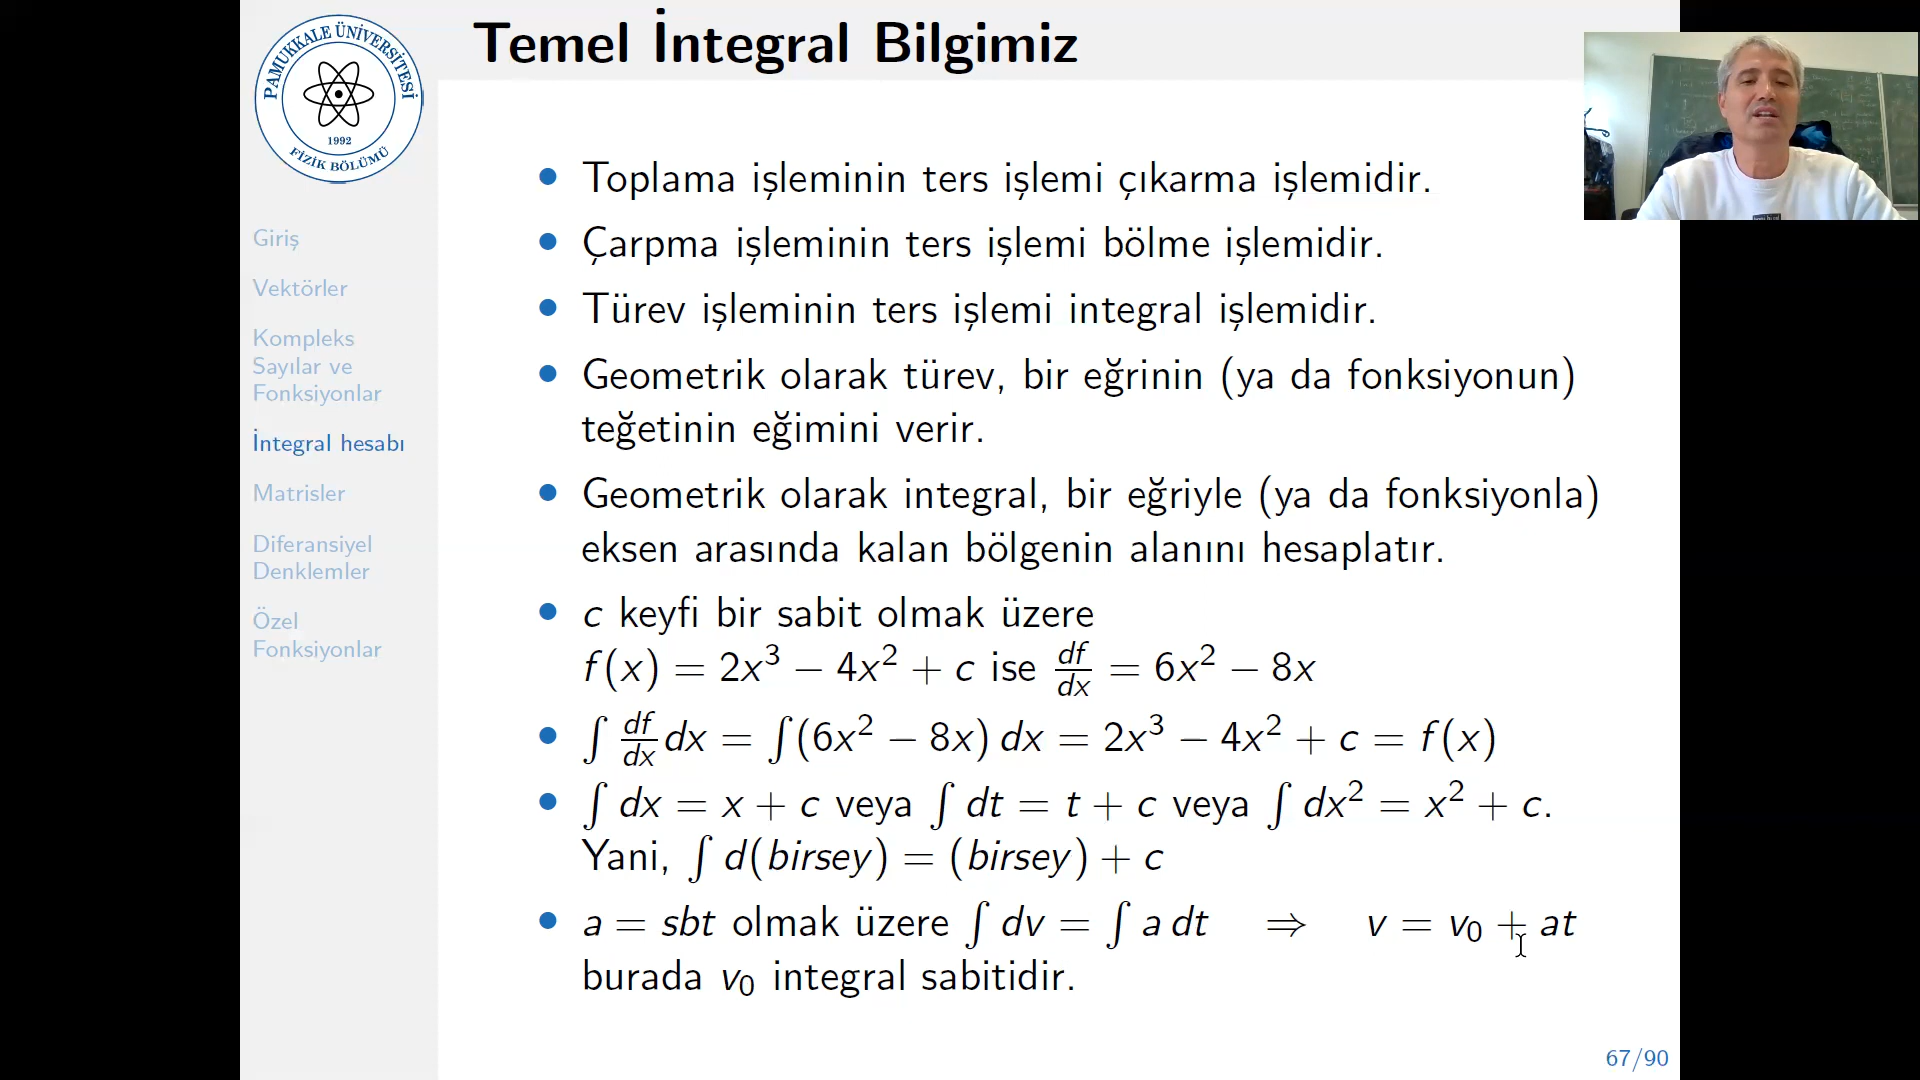 Temel İntegral Bilgimiz
PAMUKKALE ÜNİVERSİTESİ
1992
FİZİK BÖLÜMÜ
Giriş
Vektörler
Kompleks
Sayılar ve
Fonksiyonlar
İntegral hesabı
Matrisler
Diferansiyel
Denklemler
Özel
Fonksiyonlar
• Toplama işleminin ters işlemi çıkarma işlemidir.
• Çarpma işleminin ters işlemi bölme işlemidir.
• Türev işleminin ters işlemi integral işlemidir.
• Geometrik olarak türev, bir eğrinin (ya da fonksiyonun)
teğetinin eğimini verir.
• Geometrik olarak integral, bir eğriyle (ya da fonksiyonla)
eksen arasında kalan bölgenin alanını hesaplatır.
• c keyfi bir sabit olmak üzere
f(x) = 2x³ − 4x² + c ise df/dx = 6x² − 8x
• ∫ df/dx dx = ∫(6x² − 8x) dx = 2x³ − 4x² + c = f(x)
• ∫ dx = x + c veya ∫ dt = t + c veya ∫ dx² = x² + c.
Yani, ∫ d(birsey) = (birsey) + c
• a = sbt olmak üzere ∫ dv = ∫ a dt ⇒ v = v₀ + at
burada v₀ integral sabitidir.
67/90